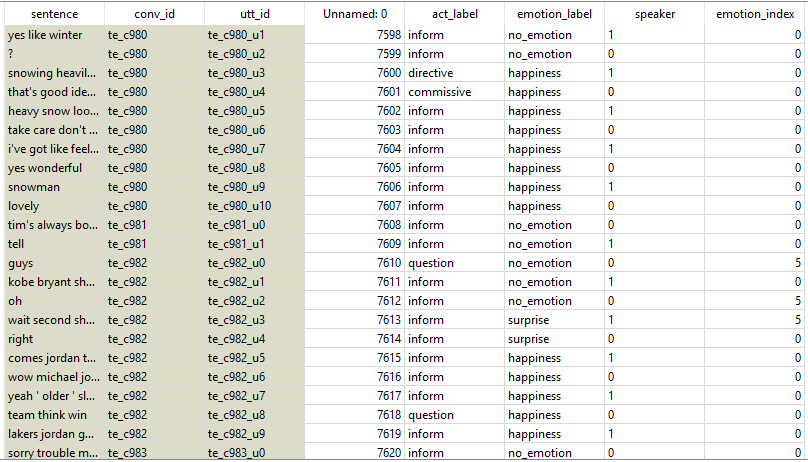 sentence conv_id utt_id Unnamed: 0 act_label emotion_label speaker emotion_index
yes like winter te_c980 te_c980_u1 7598 inform no_emotion 1 0
? te_c980 te_c980_u2 7599 inform no_emotion 0 0
snowing heavil... te_c980 te_c980_u3 7600 directive happiness 1 0
that's good ide... te_c980 te_c980_u4 7601 commissive happiness 0 0
heavy snow loo... te_c980 te_c980_u5 7602 inform happiness 1 0
take care don't ... te_c980 te_c980_u6 7603 inform happiness 0 0
i've got like feel... te_c980 te_c980_u7 7604 inform happiness 1 0
yes wonderful te_c980 te_c980_u8 7605 inform happiness 0 0
snowman te_c980 te_c980_u9 7606 inform happiness 1 0
lovely te_c980 te_c980_u10 7607 inform happiness 0 0
tim's always bo... te_c981 te_c981_u0 7608 inform no_emotion 0 0
tell te_c981 te_c981_u1 7609 inform no_emotion 1 0
guys te_c982 te_c982_u0 7610 question no_emotion 0 5
kobe bryant sh... te_c982 te_c982_u1 7611 inform no_emotion 1 0
oh te_c982 te_c982_u2 7612 inform no_emotion 0 5
wait second sh... te_c982 te_c982_u3 7613 inform surprise 1 5
right te_c982 te_c982_u4 7614 inform surprise 0 0
comes jordan t... te_c982 te_c982_u5 7615 inform happiness 1 0
wow michael jo... te_c982 te_c982_u6 7616 inform happiness 0 0
yeah ' older ' sl... te_c982 te_c982_u7 7617 inform happiness 1 0
team think win te_c982 te_c982_u8 7618 question happiness 0 0
lakers jordan g... te_c982 te_c982_u9 7619 inform happiness 1 0
sorry trouble m... te_c983 te_c983_u0 7620 inform no_emotion 0 0